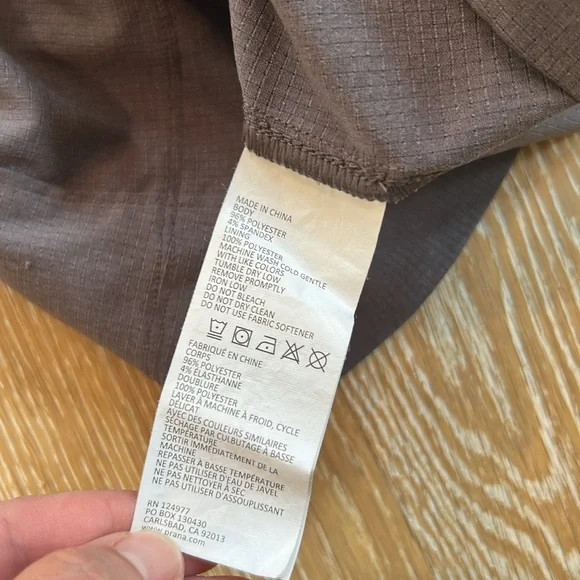 MADE IN CHINA
BODY
96% POLYESTER
4% SPANDEX
LINING
100% POLYESTER
MACHINE WASH COLD GENTLE
WITH LIKE COLORS
TUMBLE DRY LOW
REMOVE PROMPTLY
IRON LOW
DO NOT BLEACH
DO NOT DRY CLEAN
DO NOT USE FABRIC SOFTENER
FABRIQUÉ EN CHINE
CORPS
96% POLYESTER
4% ÉLASTHANNE
DOUBLURE
100% POLYESTER
LAVER À MACHINE À FROID, CYCLE
DÉLICAT
AVEC DES COULEURS SIMILAIRES
SÉCHAGE PAR CULBUTAGE À BASSE
TEMPÉRATURE
SORTIR IMMÉDIATEMENT DE LA
MACHINE
REPASSER À BASSE TEMPÉRATURE
NE PAS UTILISER D'EAU DE JAVEL
NE PAS NETTOYER À SEC
NE PAS UTILISER D'ASSOUPLISSANT
RN 124977
PO BOX 130430
CARLSBAD, CA 92013
www.prana.com